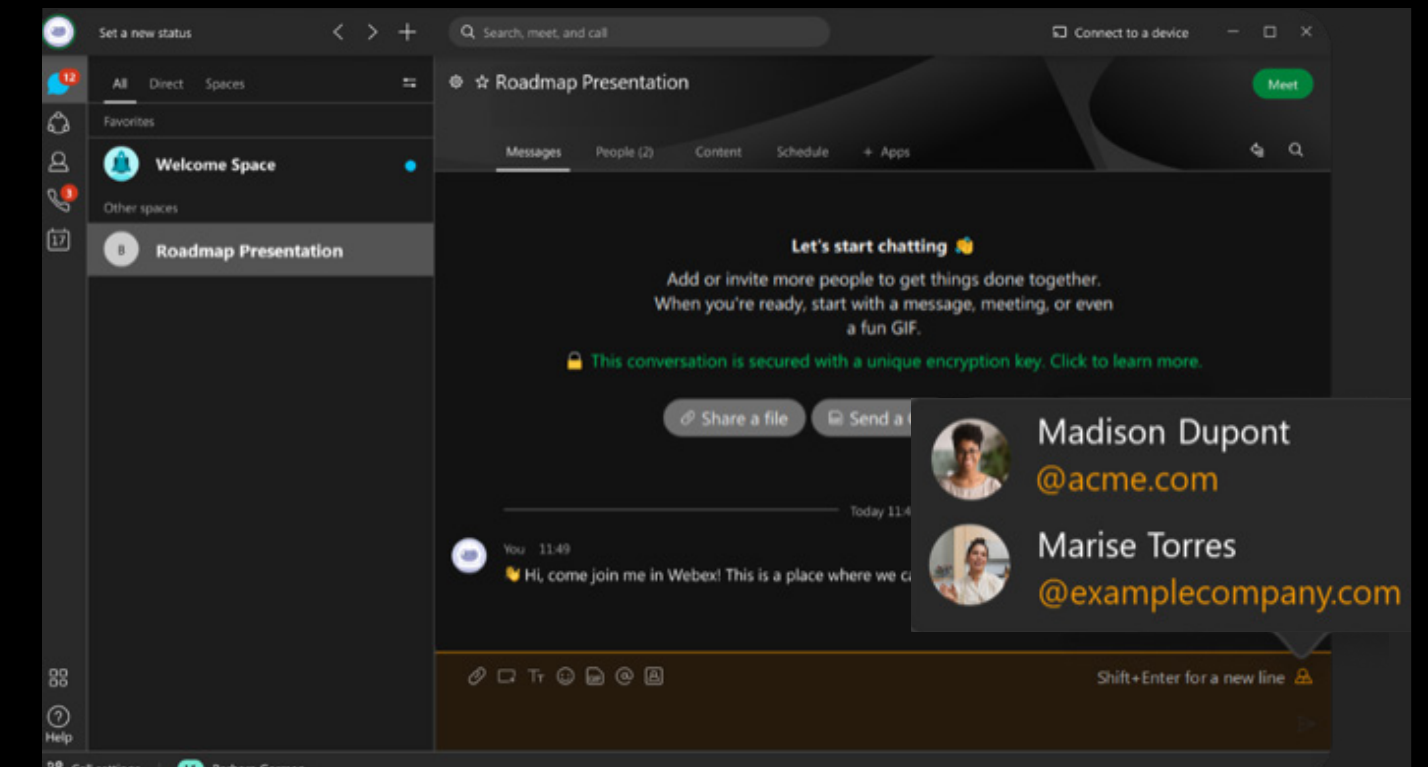 Set a new status
Search, meet, and call
Connect to a device
12
All Direct Spaces
Favorites
Welcome Space
3
Other spaces
17
B Roadmap Presentation
Roadmap Presentation
Meet
Messages People (2) Content Schedule + Apps
Let's start chatting 👏
Add or invite more people to get things done together.
When you're ready, start with a message, meeting, or even
a fun GIF.
This conversation is secured with a unique encryption key. Click to learn more.
Share a file Send a
Today 11:4
You 11:49
👋 Hi, come join me in Webex! This is a place where we
Madison Dupont
@acme.com
Marise Torres
@examplecompany.com
Shift+Enter for a new line
Help